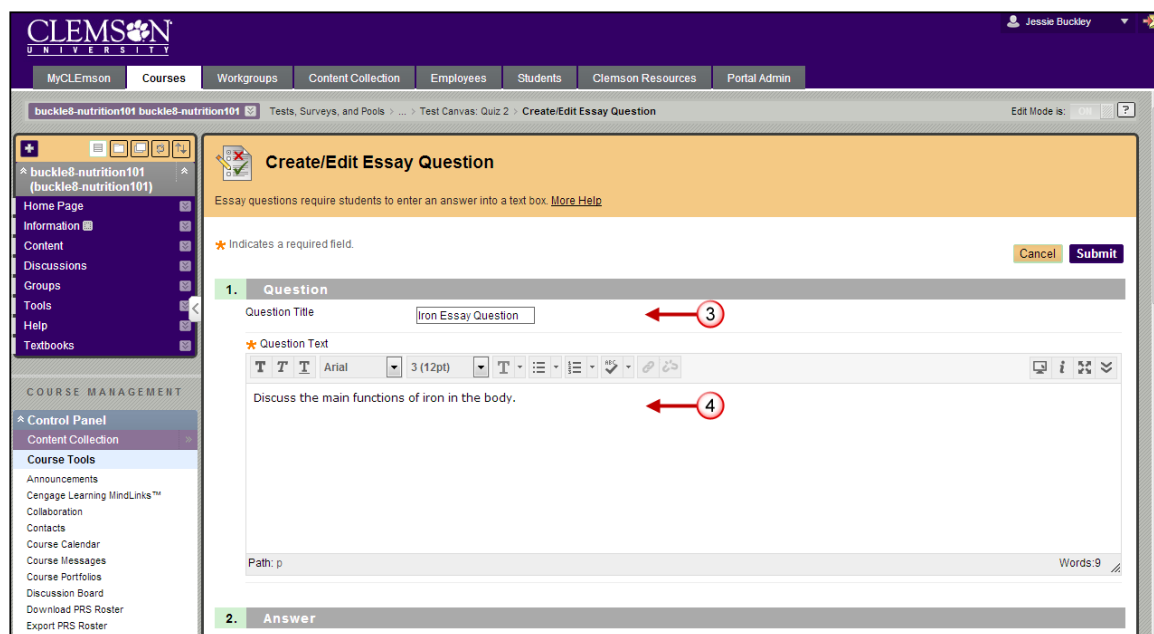 CLEMSON
UNIVERSITY
Jessie Buckley
MyCLEmson Courses Workgroups Content Collection Employees Students Clemson Resources Portal Admin
buckle8-nutrition101 buckle8-nutrition101 Tests, Surveys, and Pools > ... > Test Canvas: Quiz 2 > Create/Edit Essay Question Edit Mode is: ?
buckle8-nutrition101
(buckle8-nutrition101)
Home Page
Information
Content
Discussions
Groups
Tools
Help
Textbooks
COURSE MANAGEMENT
Control Panel
Content Collection
Course Tools
Announcements
Cengage Learning MindLinks™
Collaboration
Contacts
Course Calendar
Course Messages
Course Portfolios
Discussion Board
Download PRS Roster
Export PRS Roster
Create/Edit Essay Question
Essay questions require students to enter an answer into a text box. More Help
Indicates a required field.
Cancel Submit
1. Question
Question Title Iron Essay Question 3
Question Text
T T T Arial 3 (12pt) T ABC i
Discuss the main functions of iron in the body.
4
Path: p Words:9
2. Answer